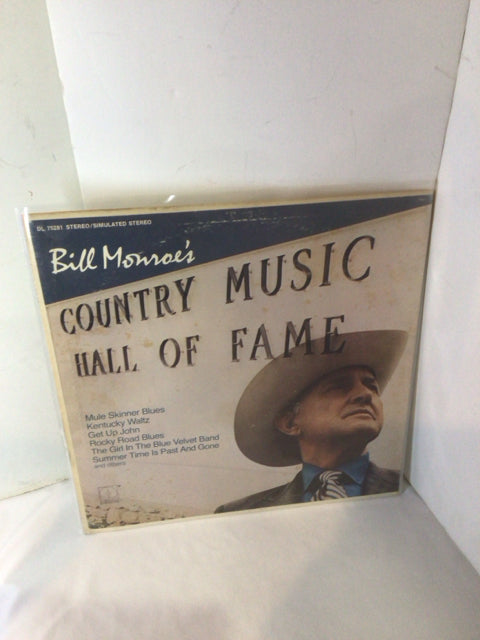 DL 75281 STEREO/SIMULATED STEREO
Bill Monroe's
COUNTRY MUSIC
HALL OF FAME
Mule Skinner Blues
Kentucky Waltz
Get Up John
Rocky Road Blues
The Girl In The Blue Velvet Band
Summer Time Is Past And Gone
and others